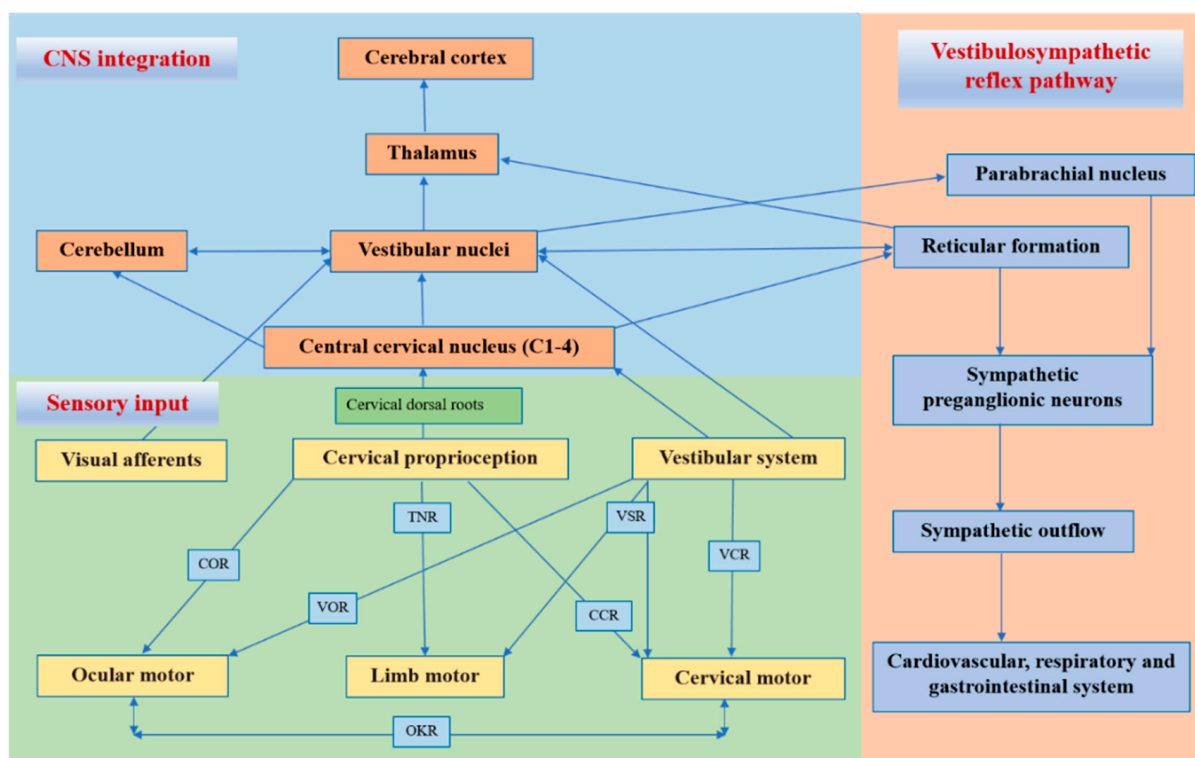 CNS integration
Cerebral cortex
Vestibulosympathetic
reflex pathway
Thalamus
Parabrachial nucleus
Cerebellum
Vestibular nuclei
Reticular formation
Central cervical nucleus (C1-4)
Sensory input
Cervical dorsal roots
Sympathetic
preganglionic neurons
Visual afferents
Cervical proprioception
Vestibular system
TNR
VSR
Sympathetic outflow
COR
VCR
VOR
CCR
Ocular motor
Limb motor
Cervical motor
Cardiovascular, respiratory and
gastrointestinal system
OKR